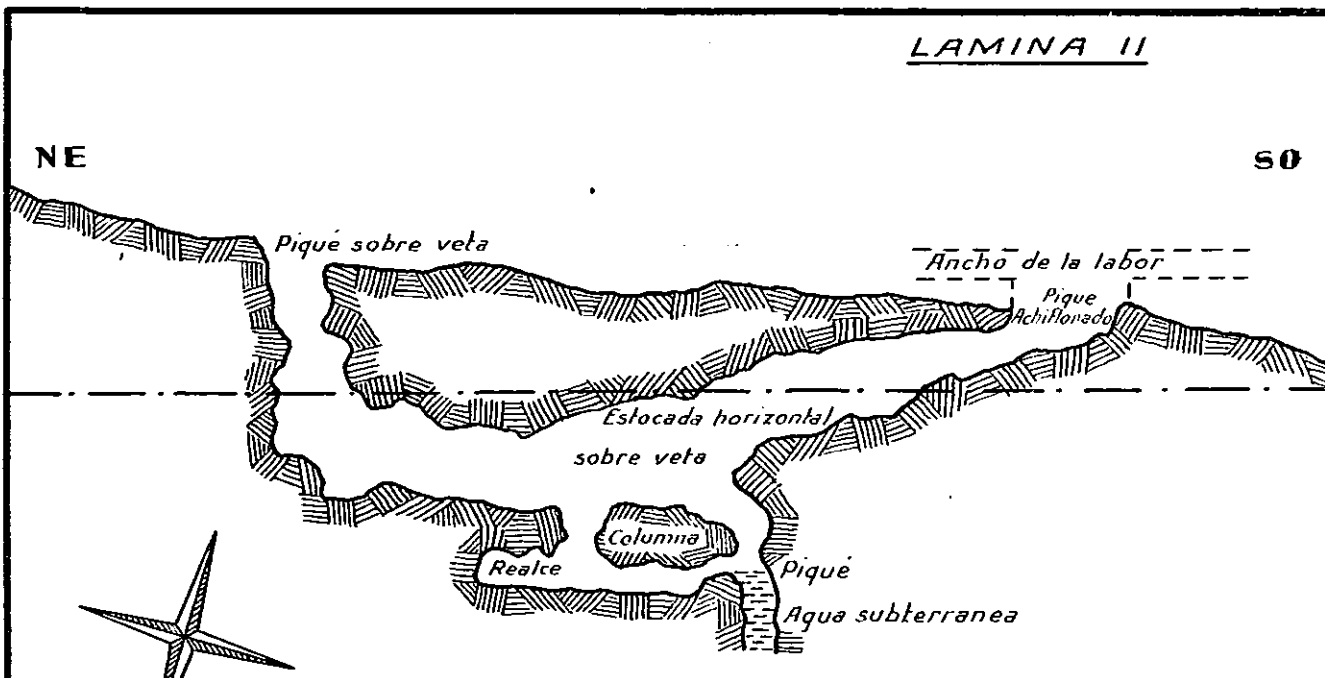 LAMINA II
NE
SO
Piqué sobre veta
Ancho de la labor
Pique
Achiflonado
Estocada horizontal
sobre veta
Columna
Realce
Piqué
Agua subterranea